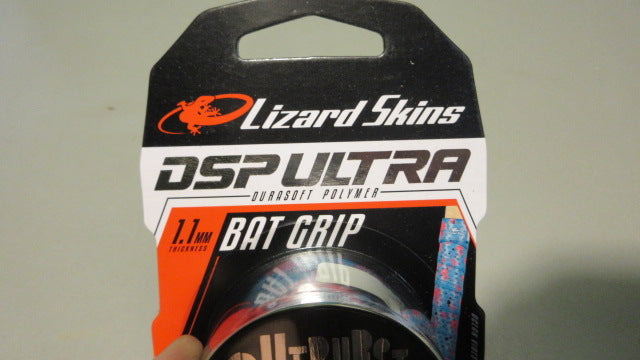 Lizard Skins
DSP ULTRA
DURASOFT POLYMER
1.1MM
THICKNESS
BAT GRIP